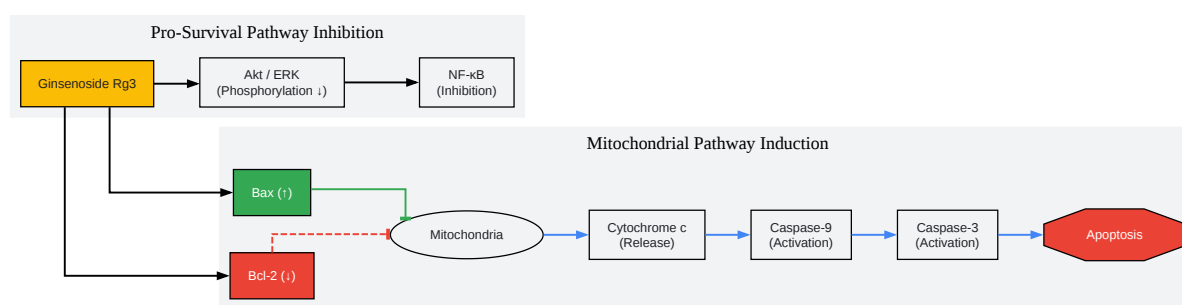 Pro-Survival Pathway Inhibition
Ginsenoside Rg3
Akt / ERK
(Phosphorylation ↓)
NF-κB
(Inhibition)
Mitochondrial Pathway Induction
Bax (↑)
Bcl-2 (↓)
Mitochondria
Cytochrome c
(Release)
Caspase-9
(Activation)
Caspase-3
(Activation)
Apoptosis